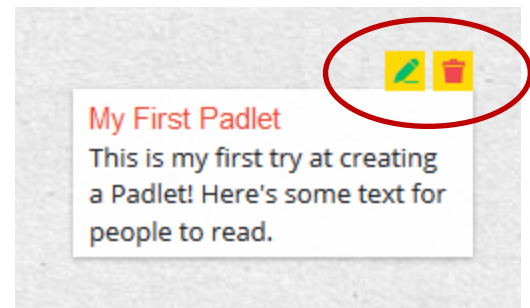 My First Padlet
This is my first try at creating
a Padlet! Here's some text for
people to read.